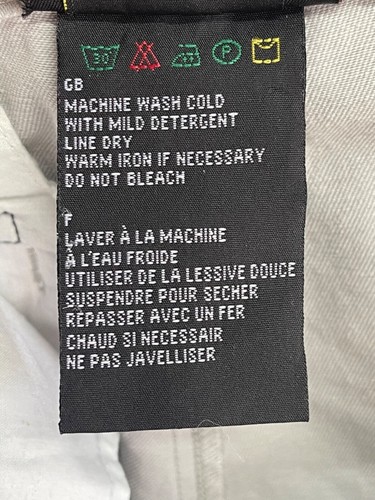 30 P
GB
MACHINE WASH COLD
WITH MILD DETERGENT
LINE DRY
WARM IRON IF NECESSARY
DO NOT BLEACH
F
LAVER À LA MACHINE
À L'EAU FROIDE
UTILISER DE LA LESSIVE DOUCE
SUSPENDRE POUR SECHER
RÉPASSER AVEC UN FER
CHAUD SI NECESSAIR
NE PAS JAVELLISER